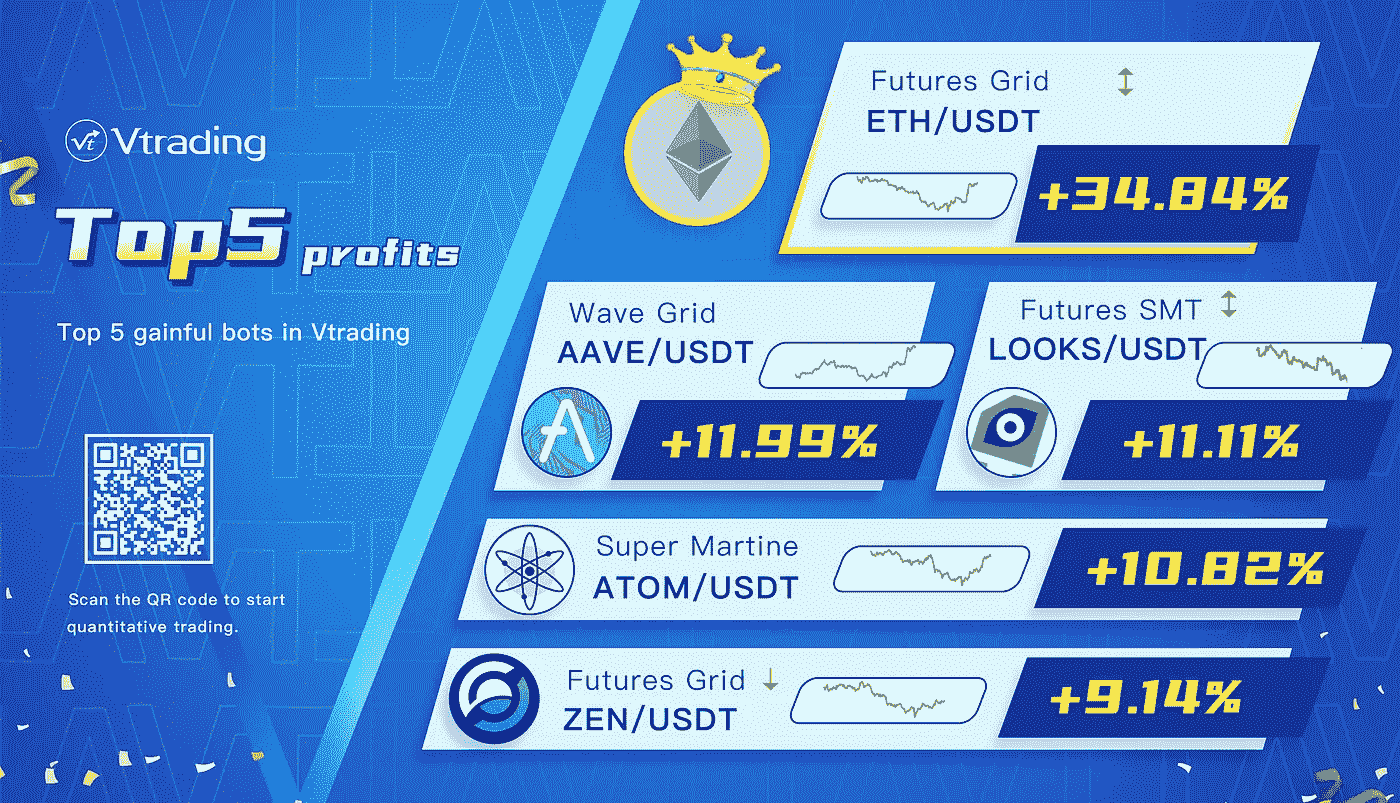 Vtrading
Top5 profits
Top 5 gainful bots in Vtrading
Scan the QR code to start
quantitative trading.
Futures Grid
ETH/USDT
+34.84%
Wave Grid
AAVE/USDT
+11.99%
Futures SMT
LOOKS/USDT
+11.11%
Super Martine
ATOM/USDT
+10.82%
Futures Grid
ZEN/USDT
+9.14%